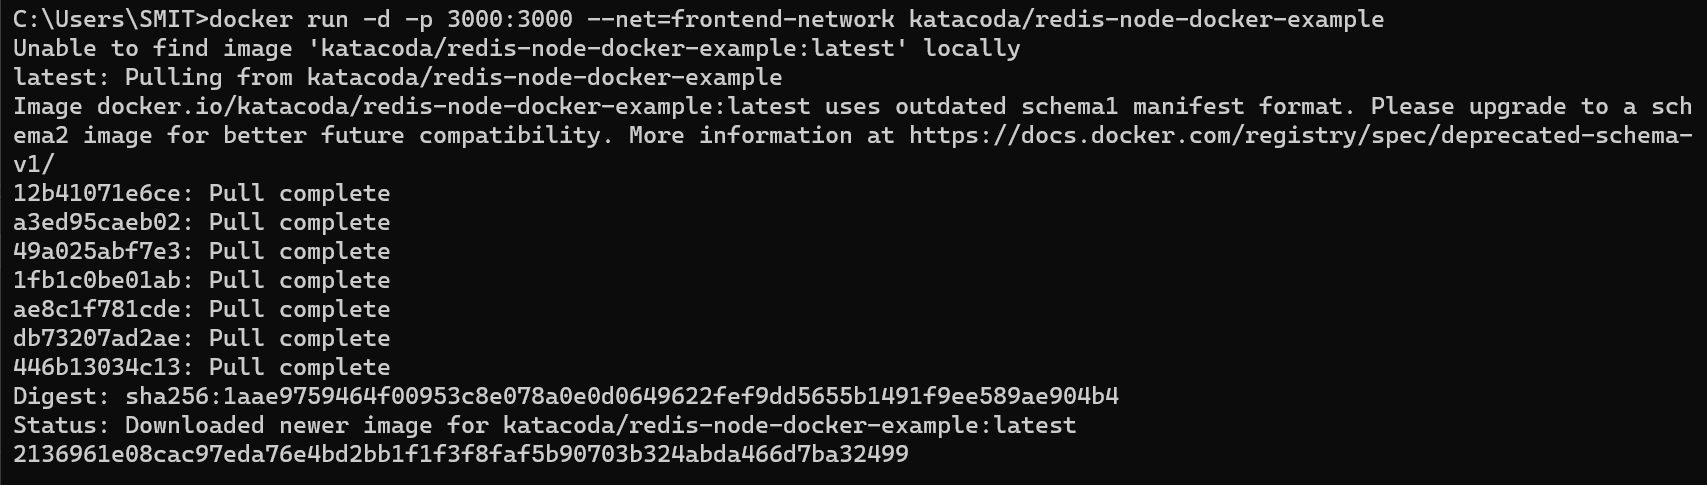 C:\Users\SMIT>docker run -d -p 3000:3000 --net=frontend-network katacoda/redis-node-docker-example
Unable to find image 'katacoda/redis-node-docker-example:latest' locally
latest: Pulling from katacoda/redis-node-docker-example
Image docker.io/katacoda/redis-node-docker-example:latest uses outdated schema1 manifest format. Please upgrade to a sch
ema2 image for better future compatibility. More information at https://docs.docker.com/registry/spec/deprecated-schema-
v1/
12b41071e6ce: Pull complete
a3ed95caeb02: Pull complete
49a025abf7e3: Pull complete
1fb1c0be01ab: Pull complete
ae8c1f781cde: Pull complete
db73207ad2ae: Pull complete
446b13034c13: Pull complete
Digest: sha256:1aae9759464f00953c8e078a0e0d0649622fef9dd5655b1491f9ee589ae904b4
Status: Downloaded newer image for katacoda/redis-node-docker-example:latest
2136961e08cac97eda76e4bd2bb1f1f3f8faf5b90703b324abda466d7ba32499